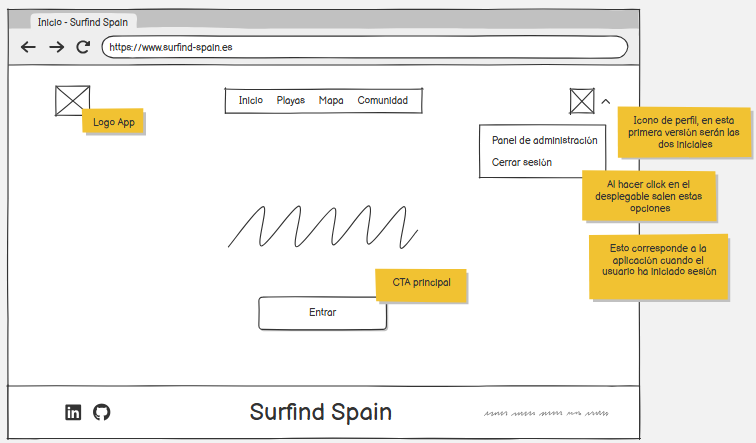 Inicio - Surfind Spain
https://www.surfind-spain.es
Inicio Playas Mapa Comunidad
Logo App
Icono de perfil, en esta
primera versión serán las
dos iniciales
Panel de administración
Cerrar sesión
Al hacer click en el
desplegable salen estas
opciones
Esto corresponde a la
aplicación cuando el
usuario ha iniciado sesión
CTA principal
Entrar
in
Surfind Spain